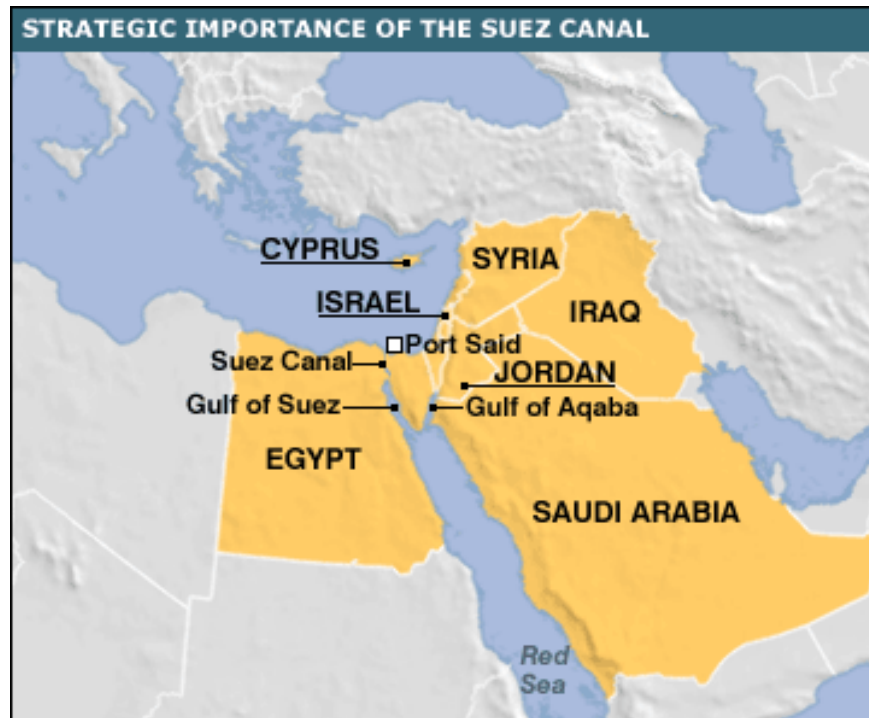 STRATEGIC IMPORTANCE OF THE SUEZ CANAL
CYPRUS
SYRIA
ISRAEL
IRAQ
Port Said
Suez Canal
JORDAN
Gulf of Suez
Gulf of Aqaba
EGYPT
SAUDI ARABIA
Red
Sea